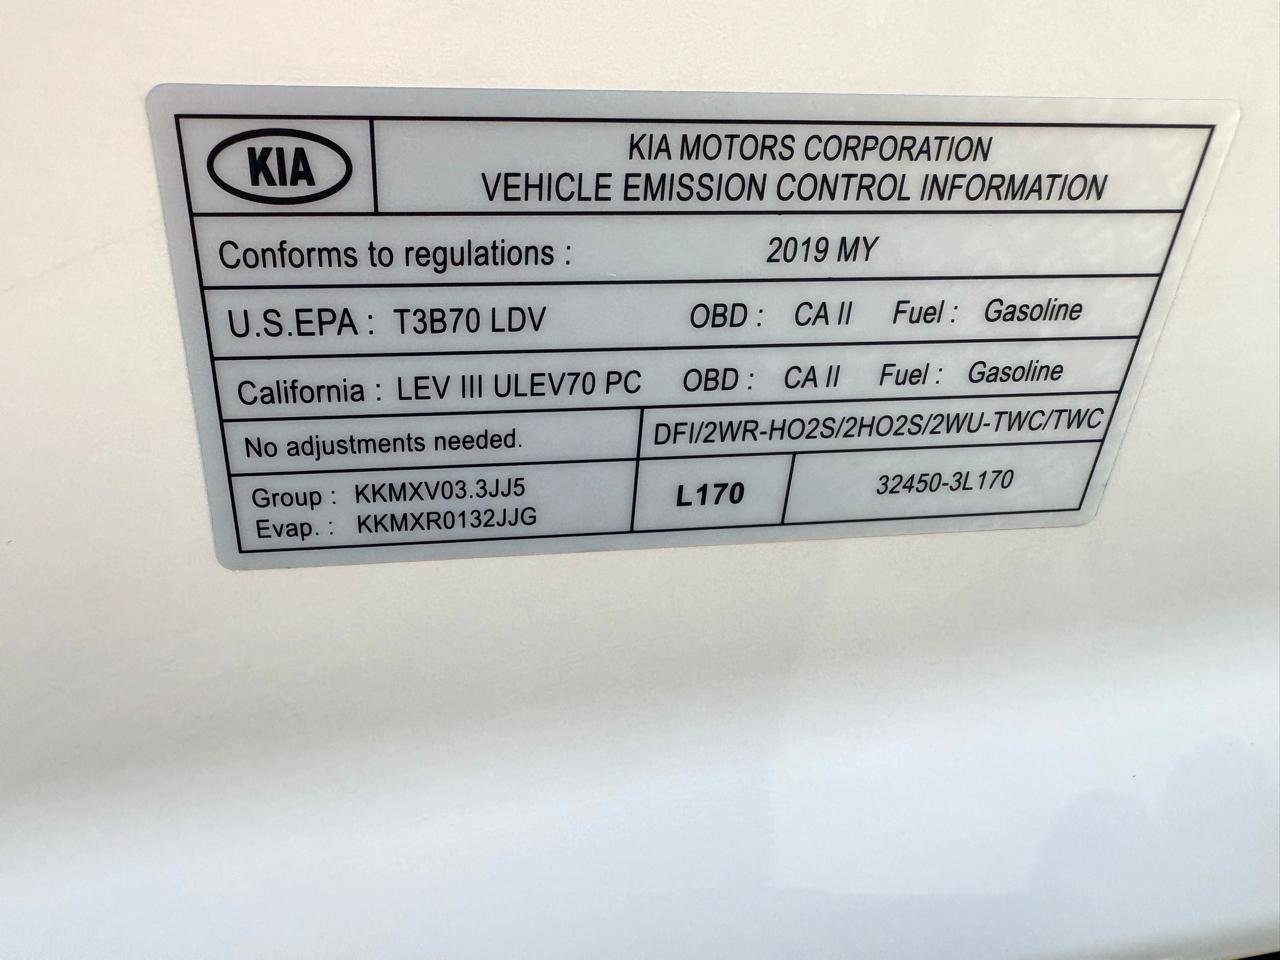 KIA
KIA MOTORS CORPORATION
VEHICLE EMISSION CONTROL INFORMATION
Conforms to regulations : 2019 MY
U.S.EPA : T3B70 LDV OBD : CA II Fuel : Gasoline
California : LEV III ULEV70 PC OBD : CA II Fuel : Gasoline
No adjustments needed. DFI/2WR-HO2S/2HO2S/2WU-TWC/TWC
Group : KKMXV03.3JJ5
Evap. : KKMXR0132JJG
L170
32450-3L170